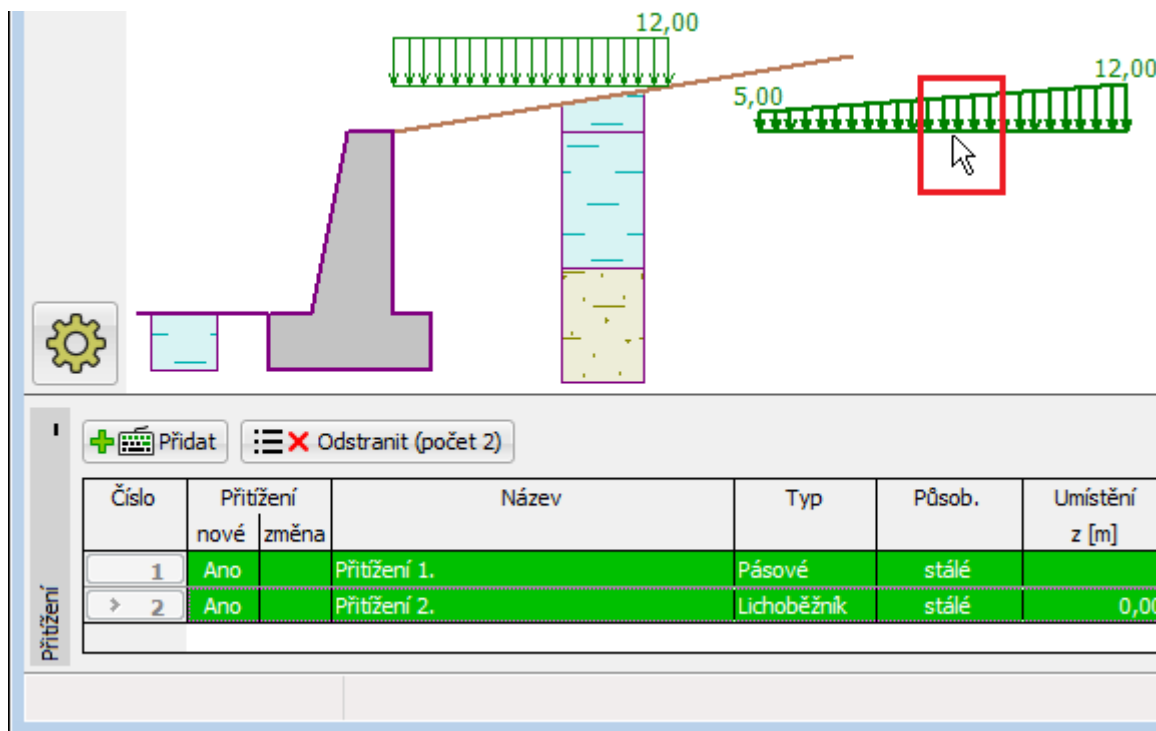 12,00
5,00
12,00
Přidat
Odstranit (počet 2)
Číslo Přitížení Název Typ Působ. Umístění
nové změna z [m]
1 Ano Přitížení 1. Pásové stálé
2 Ano Přitížení 2. Lichoběžník stálé 0,00
Přitížení